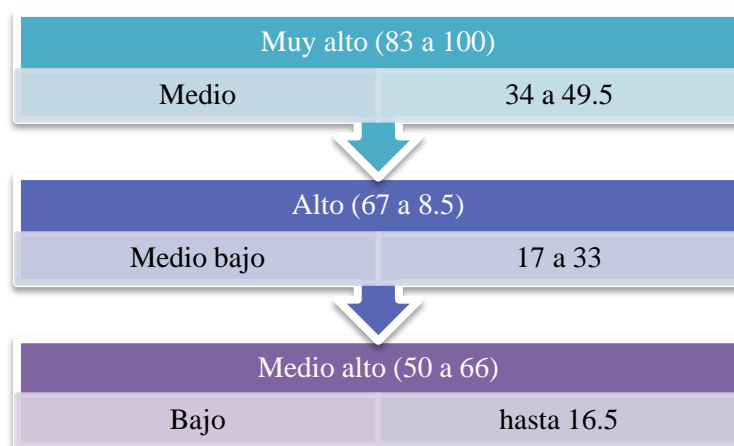 Muy alto (83 a 100)
Medio 34 a 49.5
Alto (67 a 8.5)
Medio bajo 17 a 33
Medio alto (50 a 66)
Bajo hasta 16.5